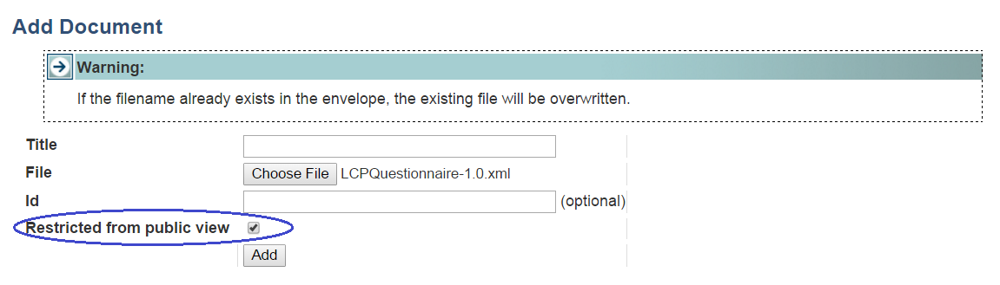 Add Document
Warning:
If the filename already exists in the envelope, the existing file will be overwritten.
Title
File Choose File LCPQuestionnaire-1.0.xml
Id (optional)
Restricted from public view
Add